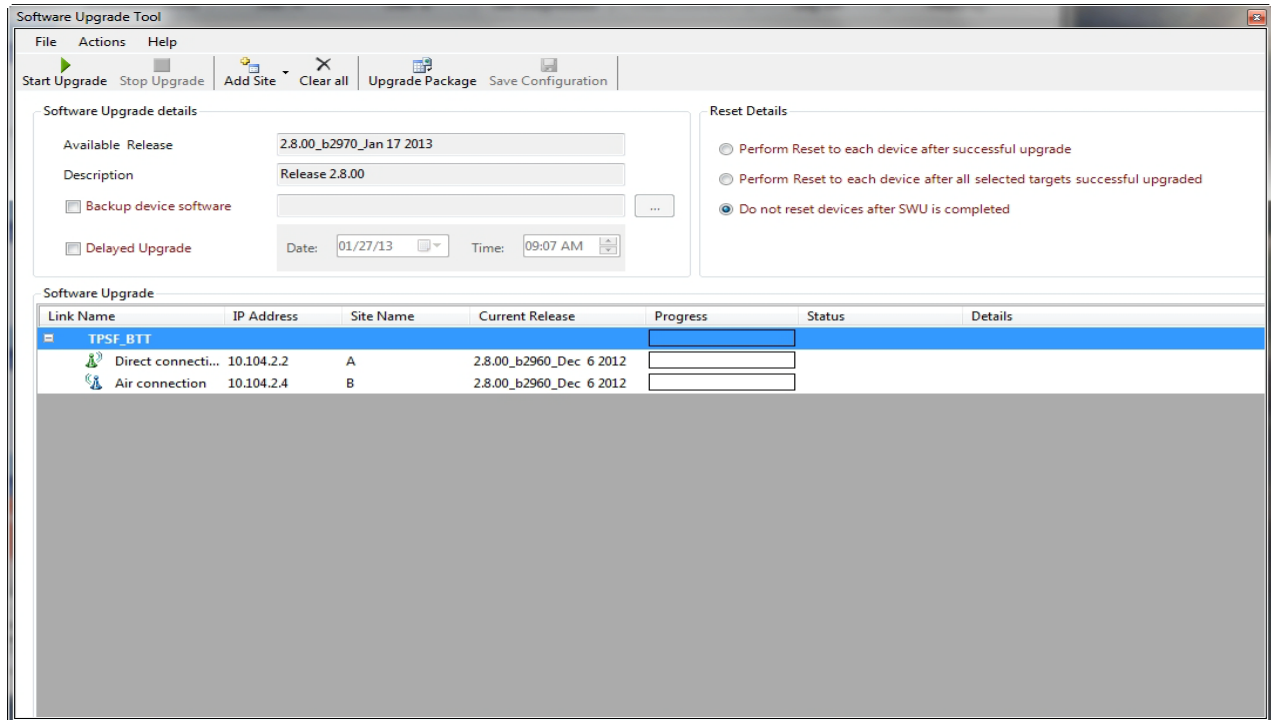 Software Upgrade Tool
File Actions Help
Start Upgrade Stop Upgrade Add Site Clear all Upgrade Package Save Configuration
Software Upgrade details
Available Release 2.8.00_b2970_Jan 17 2013
Description Release 2.8.00
Backup device software ...
Delayed Upgrade Date: 01/27/13 Time: 09:07 AM
Reset Details
Perform Reset to each device after successful upgrade
Perform Reset to each device after all selected targets successful upgraded
Do not reset devices after SWU is completed
Software Upgrade
Link Name IP Address Site Name Current Release Progress Status Details
TPSF_BTT
Direct connecti... 10.104.2.2 A 2.8.00_b2960_Dec 6 2012
Air connection 10.104.2.4 B 2.8.00_b2960_Dec 6 2012